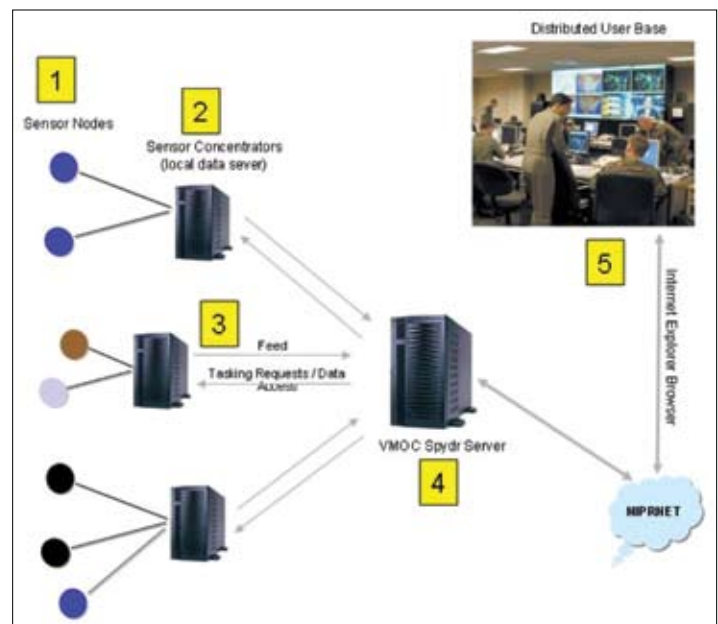 Distributed User Base
1
Sensor Nodes
2
Sensor Concentrators
(local data sever)
3
Feed
Tasking Requests / Data
Access
VMOC Spydr Server
4
5
Internet Explorer Browser
NIPRNET